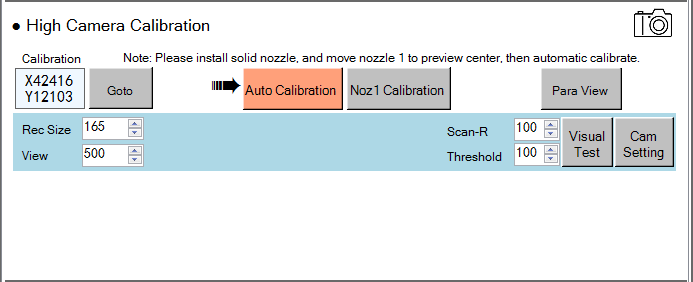 ● High Camera Calibration
Calibration
Note: Please install solid nozzle, and move nozzle 1 to preview center, then automatic calibrate.
X42416
Y12103
Goto
Auto Calibration
Noz1 Calibration
Para View
Rec Size
165
View
500
Scan-R
100
Threshold
100
Visual
Test
Cam
Setting